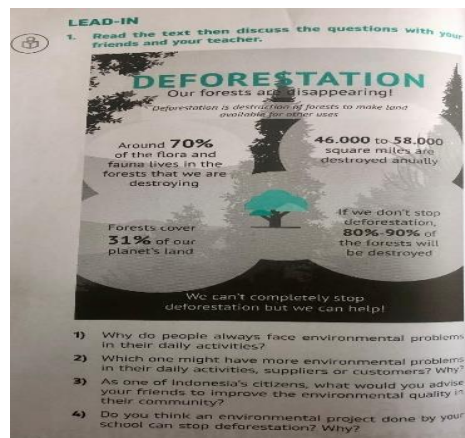 LEAD-IN
1. Read the text then discuss the questions with your
friends and your teacher.
DEFORESTATION
Our forests are disappearing!
Deforestation is destruction of forests to make land
available for other uses
Around 70%
of the flora and
fauna lives in the
forests that we are
destroying
46.000 to 58.000
square miles are
destroyed anually
Forests cover
31% of our
planet's land
If we don't stop
deforestation,
80%-90% of
the forests will
be destroyed
We can't completely stop
deforestation but we can help!
1) Why do people always face environmental problems
in their daily activities?
2) Which one might have more environmental problems
in their daily activities, suppliers or customers? Why?
3) As one of Indonesia's citizens, what would you advise
your friends to improve the environmental quality in
their community?
4) Do you think an environmental project done by your
school can stop deforestation? Why?